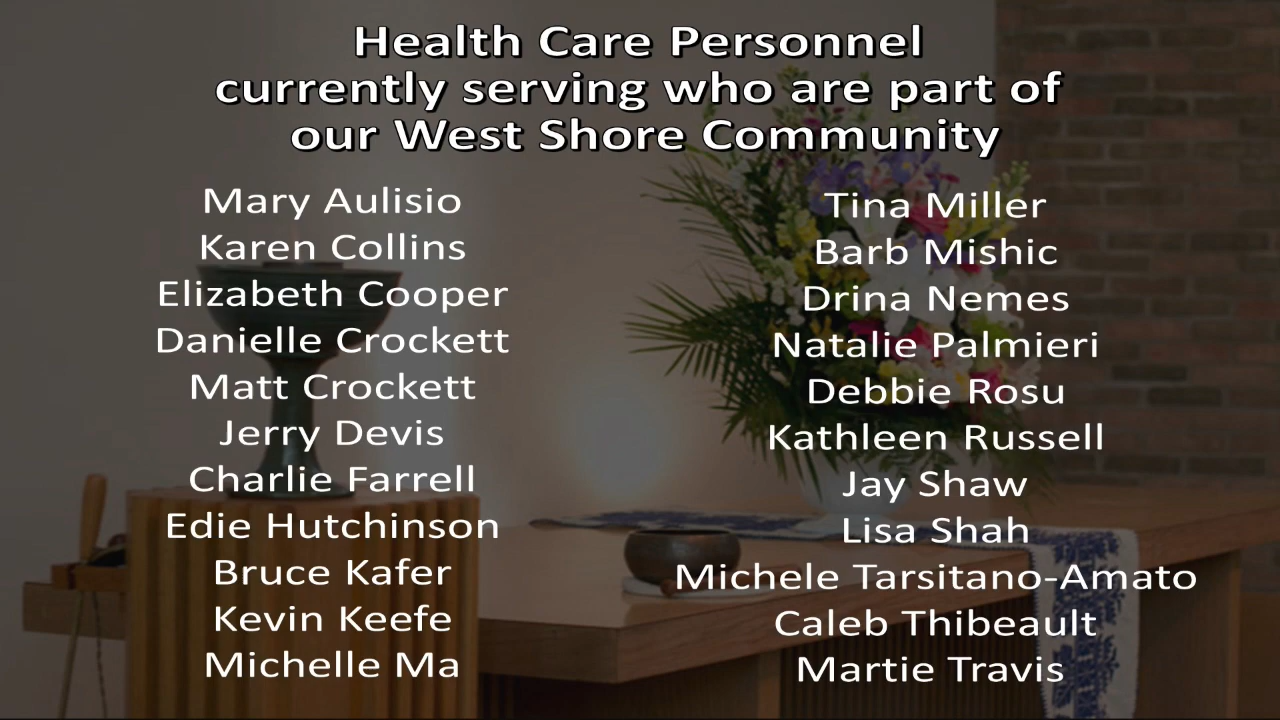 Health Care Personnel
currently serving who are part of
our West Shore Community
Mary Aulisio
Karen Collins
Elizabeth Cooper
Danielle Crockett
Matt Crockett
Jerry Devis
Charlie Farrell
Edie Hutchinson
Bruce Kafer
Kevin Keefe
Michelle Ma
Tina Miller
Barb Mishic
Drina Nemes
Natalie Palmieri
Debbie Rosu
Kathleen Russell
Jay Shaw
Lisa Shah
Michele Tarsitano-Amato
Caleb Thibeault
Martie Travis